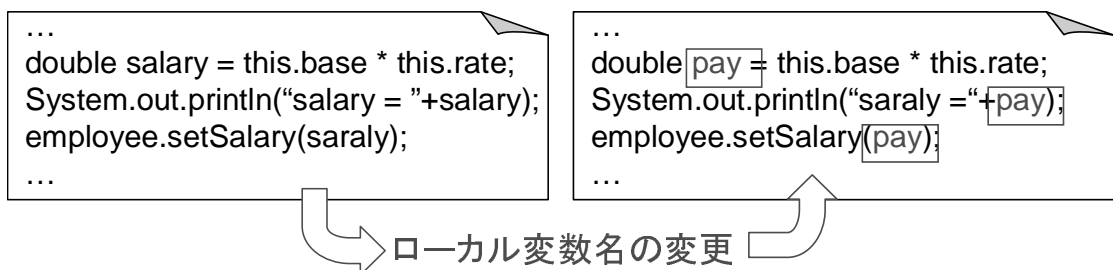 …
double salary = this.base * this.rate;
System.out.println(“salary = ”+salary);
employee.setSalary(saraly);
…
…
double pay = this.base * this.rate;
System.out.println(“saraly =“+pay);
employee.setSalary(pay);
…
ローカル変数名の変更